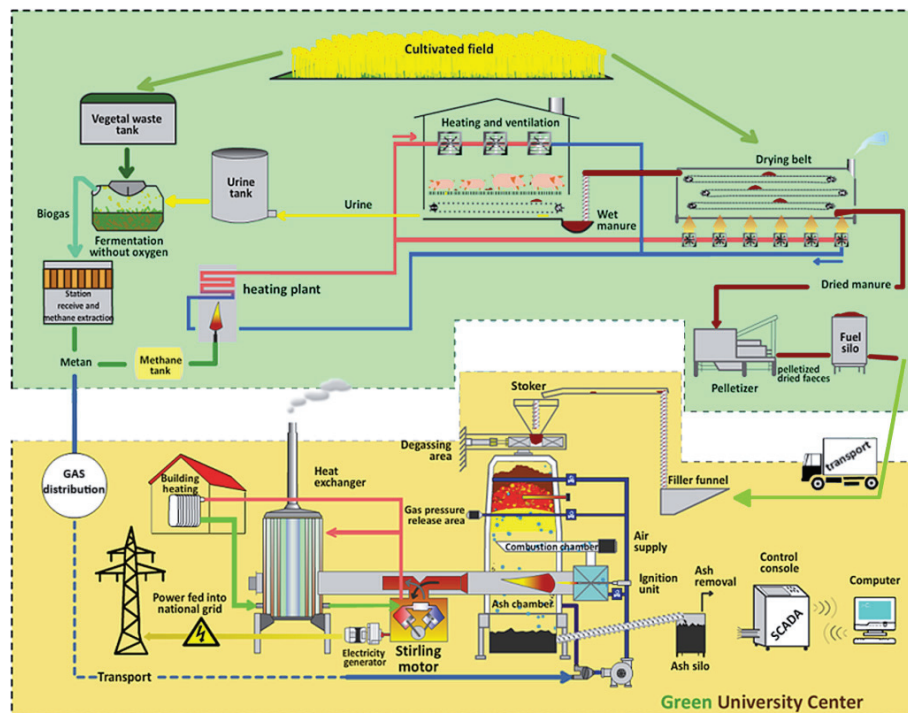 Cultivated field
Vegetal waste
tank
Heating and ventilation
Drying belt
Urine
tank
Biogas
Urine
Wet
manure
Fermentation
without oxygen
Station
receive and
methane extraction
heating plant
Dried manure
Metan
Methane
tank
Fuel
silo
Pelletizer
pelletized
dried faeces
Stoker
Degassing
area
transport
GAS
distribution
Building
heating
Heat
exchanger
Filler funnel
Gas pressure
release area
Combustion chamber
Air
supply
Power fed into
national grid
Ash chamber
Ignition
unit
Ash
removal
Control
console
Computer
SCADA
Electricity
generator
Stirling
motor
Ash silo
Transport
Green University Center